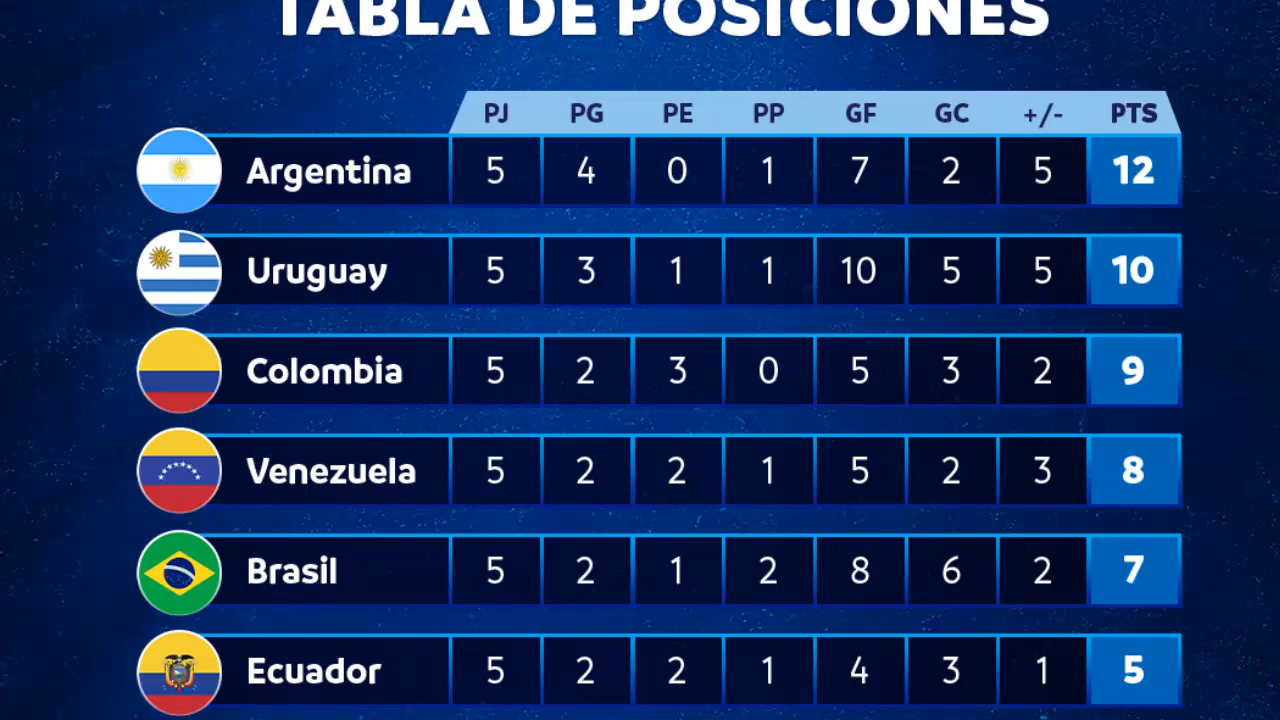 TABLA DE POSICIONES
PJ PG PE PP GF GC +/- PTS
Argentina 5 4 0 1 7 2 5 12
Uruguay 5 3 1 1 10 5 5 10
Colombia 5 2 3 0 5 3 2 9
Venezuela 5 2 2 1 5 2 3 8
Brasil 5 2 1 2 8 6 2 7
Ecuador 5 2 2 1 4 3 1 5